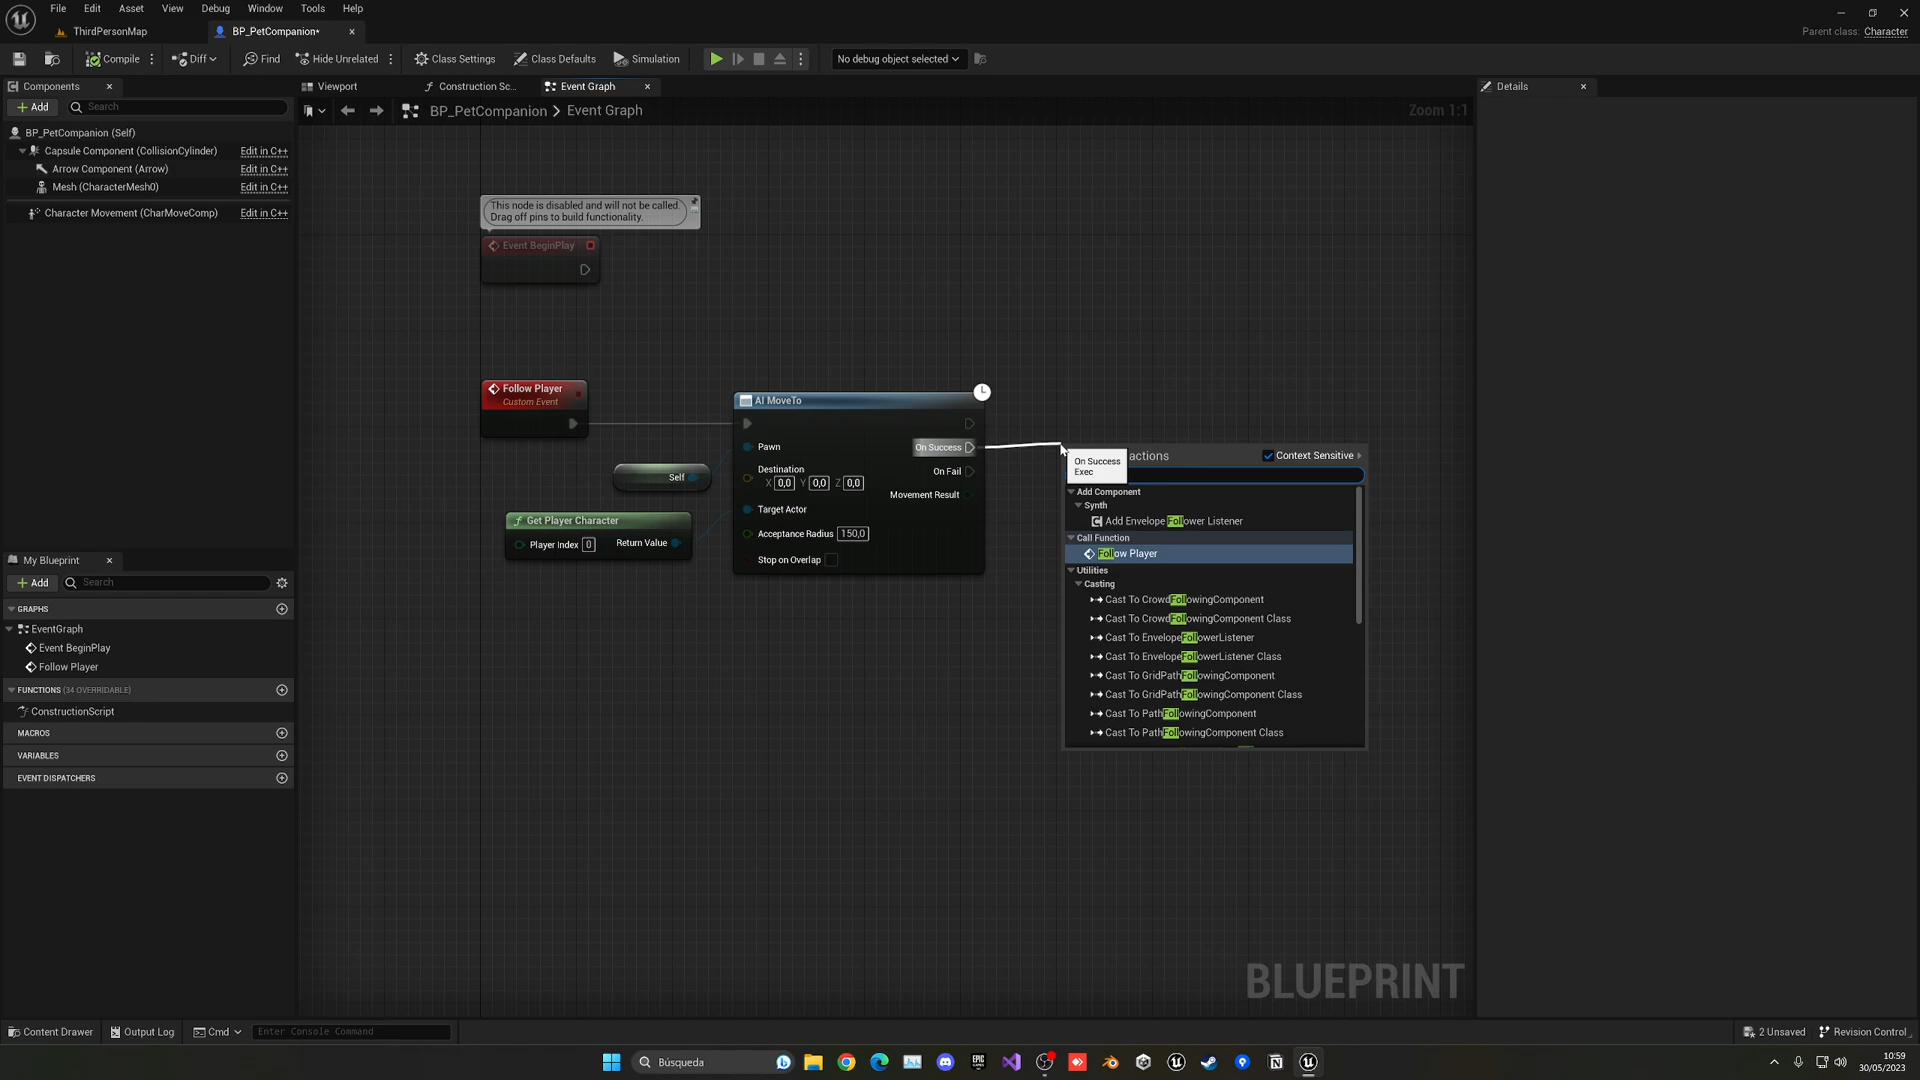 File Edit Asset View Debug Window Tools Help
ThirdPersonMap
BP_PetCompanion*
Parent class: Character
Compile
Diff
Find
Hide Unrelated
Class Settings
Class Defaults
Simulation
No debug object selected
Components
Viewport
Construction Sc...
Event Graph
Details
Add
Search
BP_PetCompanion > Event Graph
Zoom 1:1
BP_PetCompanion (Self)
Capsule Component (CollisionCylinder) Edit in C++
Arrow Component (Arrow) Edit in C++
Mesh (CharacterMesh0) Edit in C++
Character Movement (CharMoveComp) Edit in C++
This node is disabled and will not be called.
Drag off pins to build functionality.
Event BeginPlay
Follow Player
Custom Event
AI MoveTo
Pawn
On Success
Destination
X 0,0 Y 0,0 Z 0,0
On Fail
Movement Result
Target Actor
Acceptance Radius 150,0
Stop on Overlap
Self
Get Player Character
Player Index 0
Return Value
actions
Context Sensitive
On Success
Exec
Add Component
Synth
Add Envelope Follower Listener
Call Function
Follow Player
Utilities
Casting
Cast To CrowdFollowingComponent
Cast To CrowdFollowingComponent Class
Cast To EnvelopeFollowerListener
Cast To EnvelopeFollowerListener Class
Cast To GridPathFollowingComponent
Cast To GridPathFollowingComponent Class
Cast To PathFollowingComponent
Cast To PathFollowingComponent Class
My Blueprint
Add
Search
GRAPHS
EventGraph
Event BeginPlay
Follow Player
FUNCTIONS (34 OVERRIDABLE)
ConstructionScript
MACROS
VARIABLES
EVENT DISPATCHERS
BLUEPRINT
Content Drawer
Output Log
Cmd
Enter Console Command
2 Unsaved
Revision Control
Búsqueda
EPIC
GAMES
10:59
30/05/2023